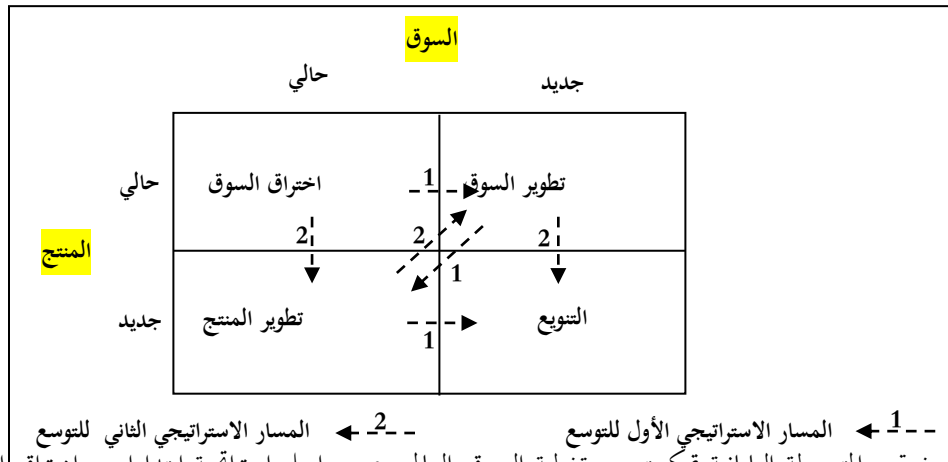 السوق
جديد حالي
حالي اختراق السوق 1 تطوير السوق
2 2 2
المنتج 1
جديد تطوير المنتج 1 التنويع
1 المسار الاستراتيجي الأول للتوسع 2 المسار الاستراتيجي الثاني للتوسع